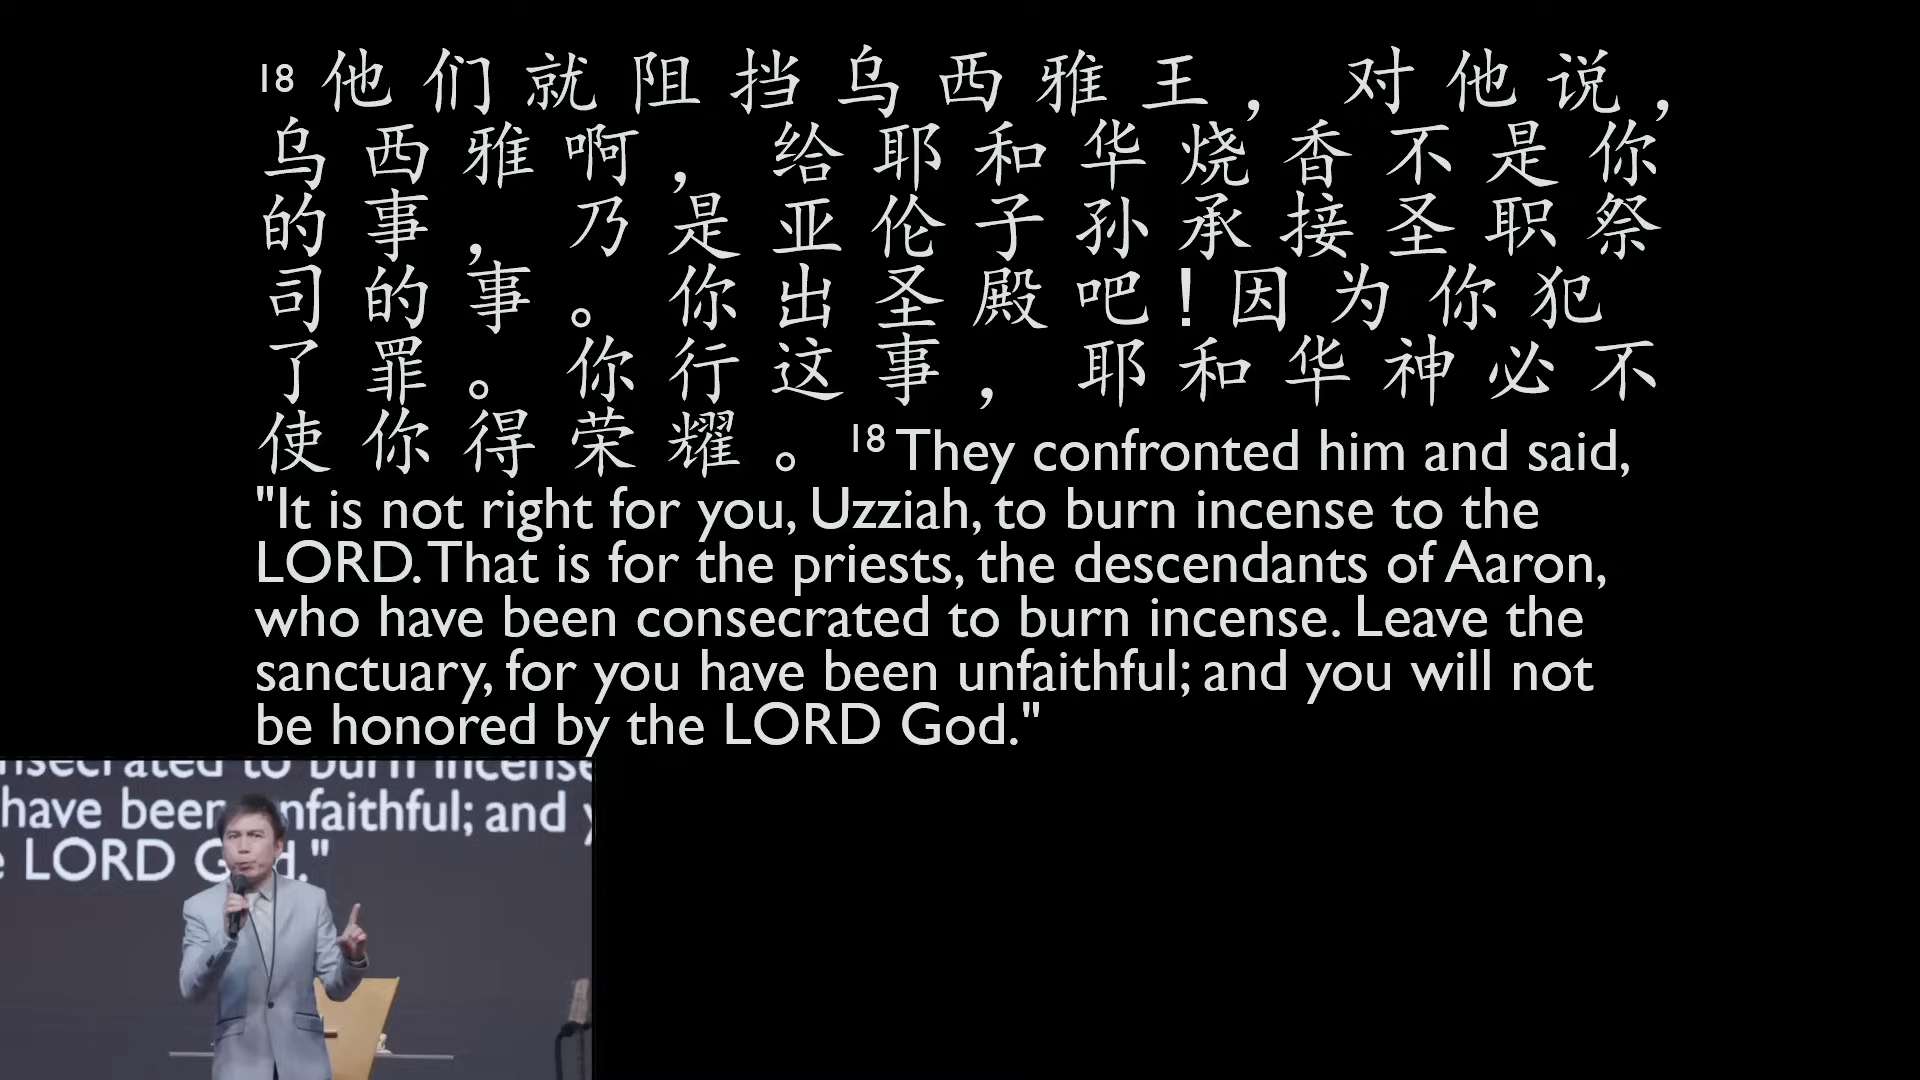 18 他们就阻挡乌西雅王，对他说，
乌西雅啊，给耶和华烧香不是你
的事，乃是亚伦子孙承接圣职祭
司的事。你出圣殿吧！因为你犯
了罪。你行这事，耶和华神必不
使你得荣耀。 18 They confronted him and said,
"It is not right for you, Uzziah, to burn incense to the
LORD. That is for the priests, the descendants of Aaron,
who have been consecrated to burn incense. Leave the
sanctuary, for you have been unfaithful; and you will not
be honored by the LORD God."
nsecrated to burn incense
have been unfaithful; and y
e LORD God."